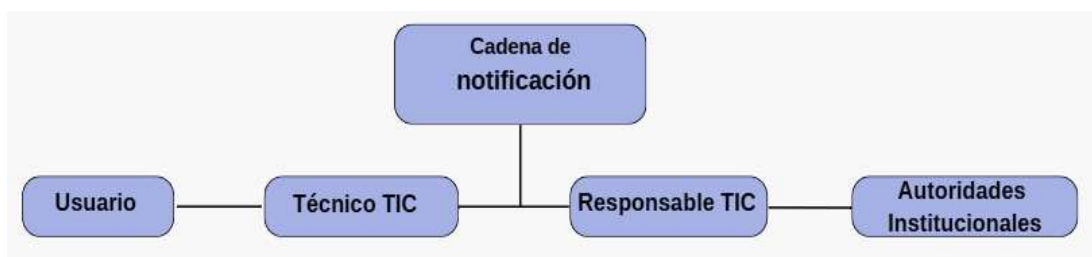 Cadena de
notificación
Usuario
Técnico TIC
Responsable TIC
Autoridades
Institucionales